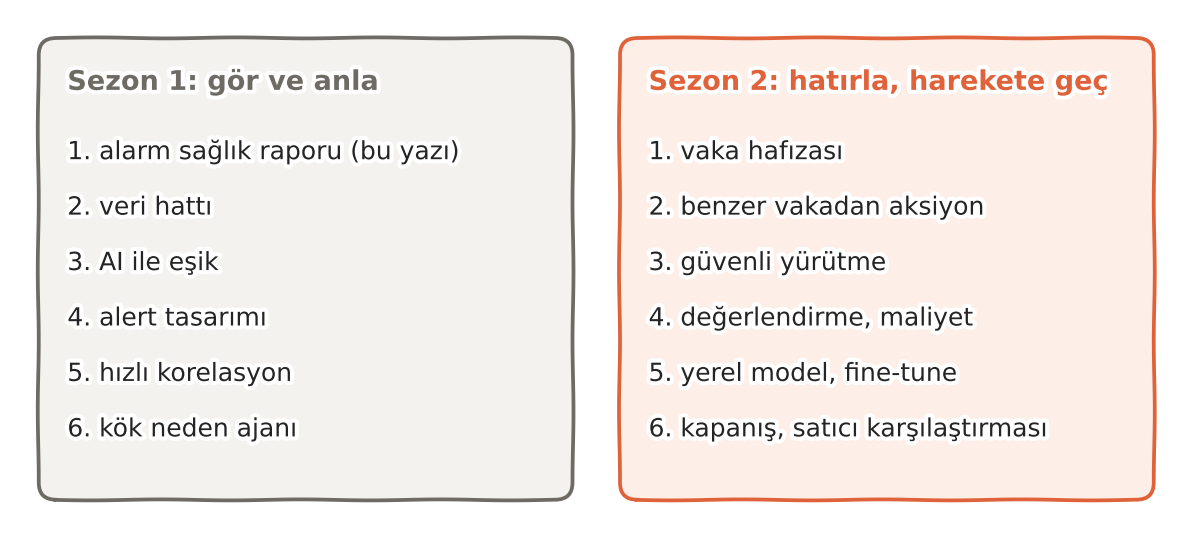 Sezon 1: gör ve anla
1. alarm sağlık raporu (bu yazı)
2. veri hattı
3. AI ile eşik
4. alert tasarımı
5. hızlı korelasyon
6. kök neden ajanı
Sezon 2: hatırla, harekete geç
1. vaka hafızası
2. benzer vakadan aksiyon
3. güvenli yürütme
4. değerlendirme, maliyet
5. yerel model, fine-tune
6. kapanış, satıcı karşılaştırması